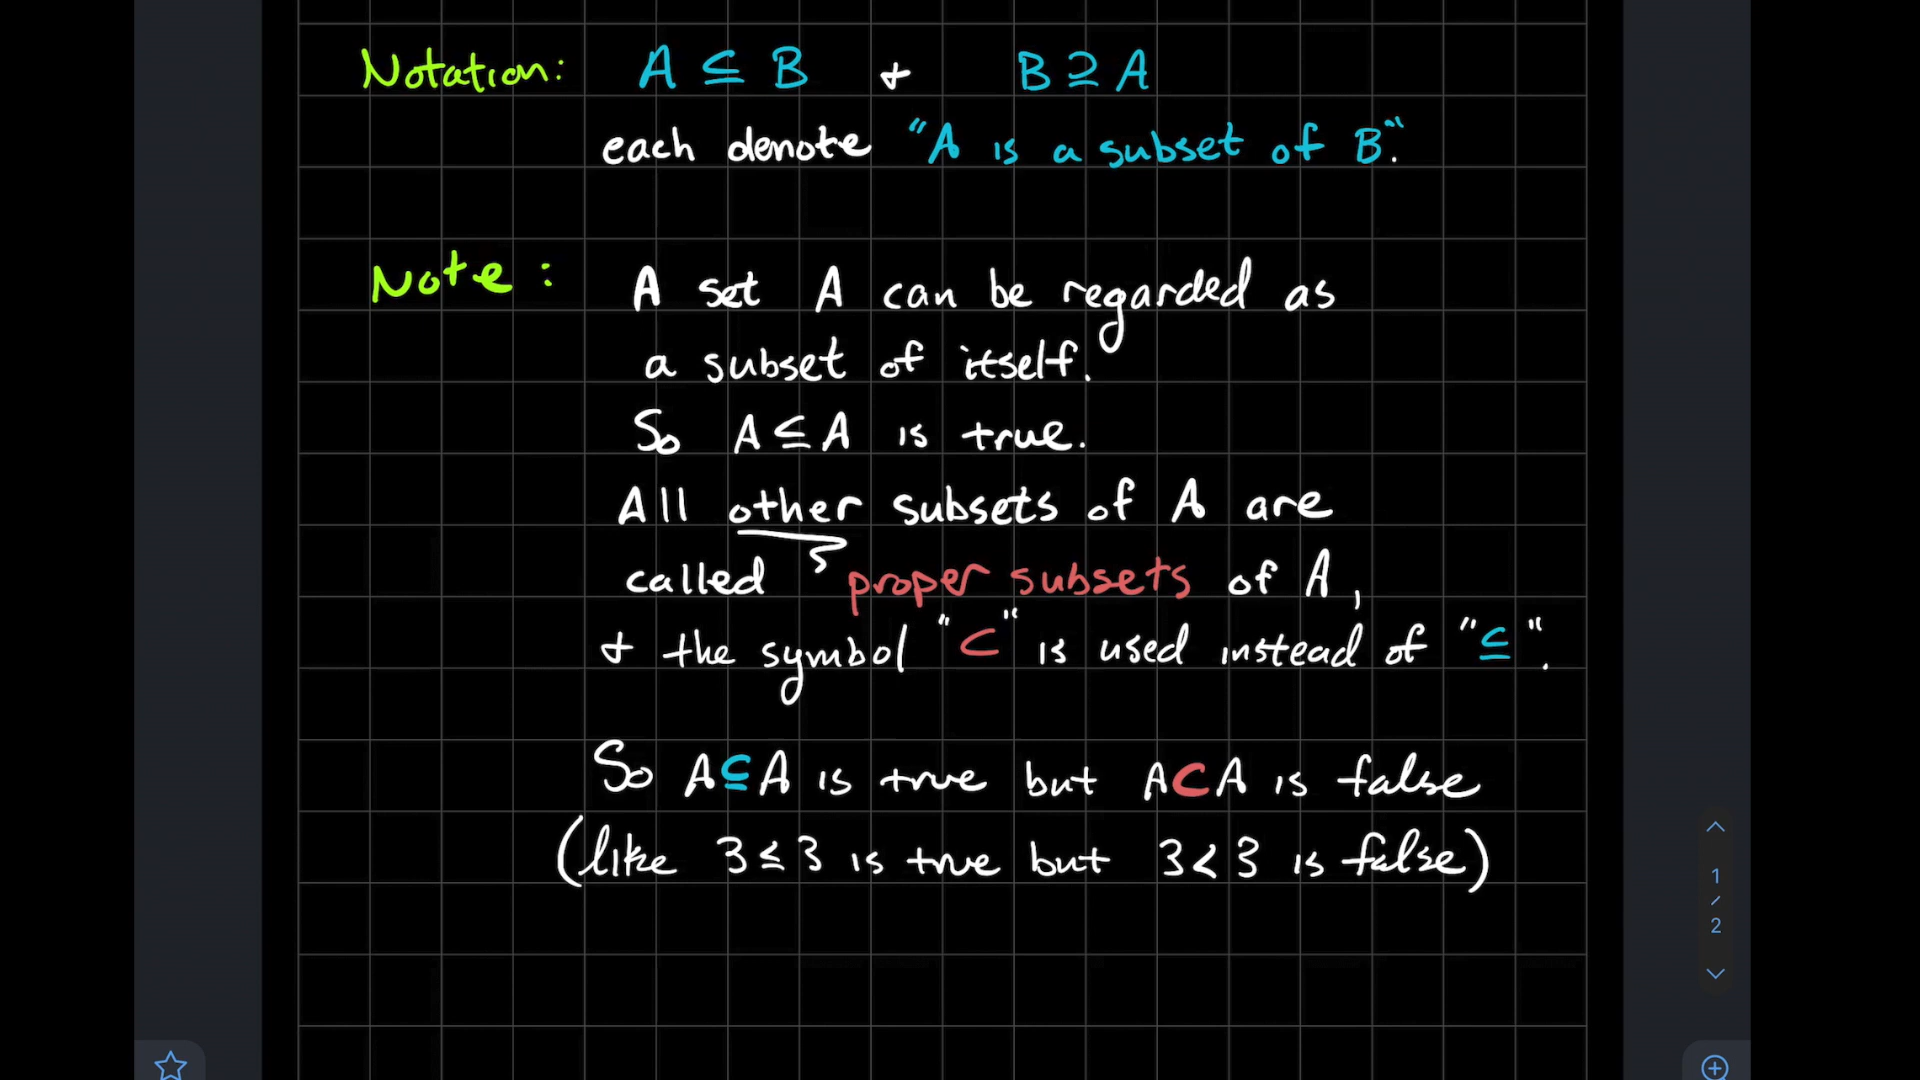 Notation: A ⊆ B & B ⊇ A
each denote "A is a subset of B".
Note: A set A can be regarded as
a subset of itself.
So A ⊆ A is true.
All other subsets of A are
called proper subsets of A,
& the symbol "⊂" is used instead of "⊆".
So A ⊆ A is true but A ⊂ A is false
(like 3 ≤ 3 is true but 3 < 3 is false)
1
/
2